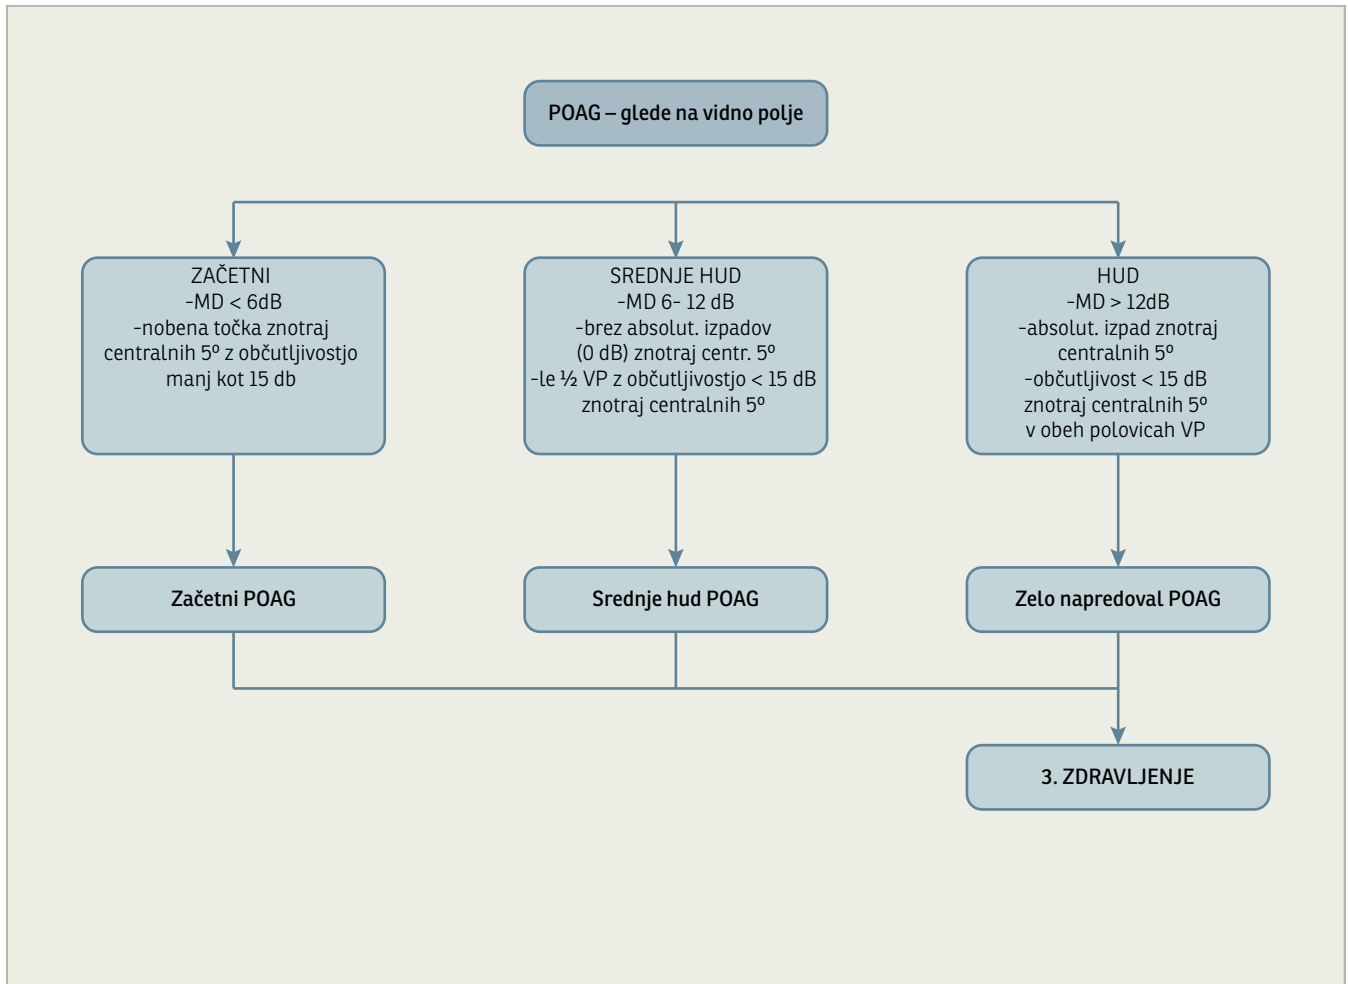 POAG – glede na vidno polje
ZAČETNI
-MD < 6dB
-nobena točka znotraj
centralnih 5º z občutljivostjo
manj kot 15 db
SREDNJE HUD
-MD 6- 12 dB
-brez absolut. izpadov
(0 dB) znotraj centr. 5º
-le ½ VP z občutljivostjo < 15 dB
znotraj centralnih 5º
HUD
-MD > 12dB
-absolut. izpad znotraj
centralnih 5º
-občutljivost < 15 dB
znotraj centralnih 5º
v obeh polovicah VP
Začetni POAG
Srednje hud POAG
Zelo napredoval POAG
3. ZDRAVLJENJE